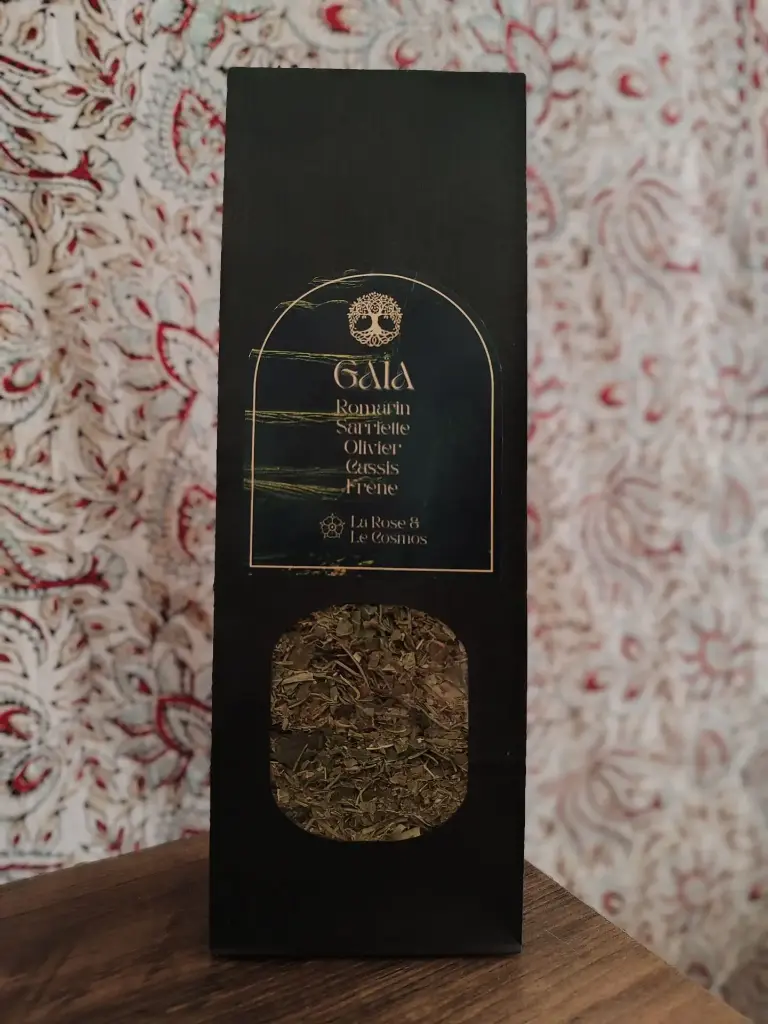 GAIA
Romarin
Sarriette
Olivier
Cassis
Frêne
La Rose &
Le Cosmos